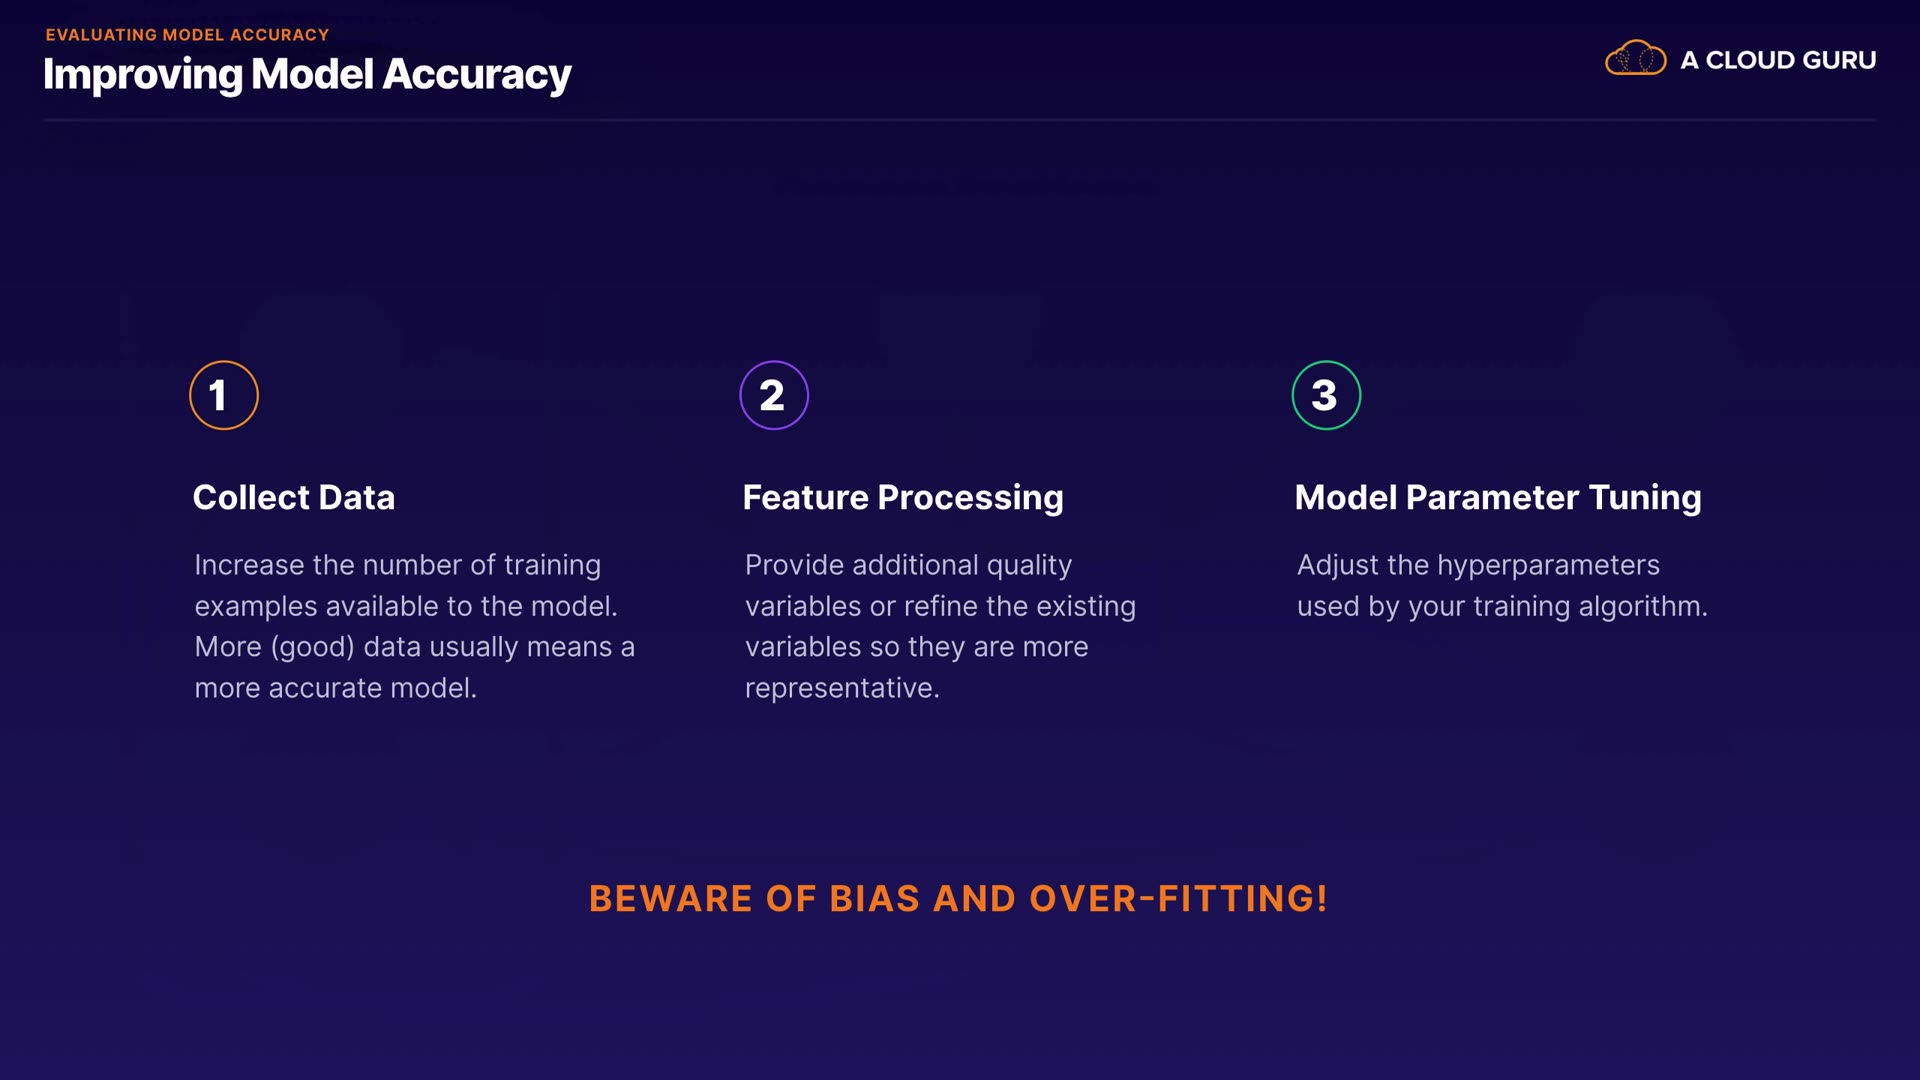 EVALUATING MODEL ACCURACY
Improving Model Accuracy
A CLOUD GURU
1
Collect Data
Increase the number of training
examples available to the model.
More (good) data usually means a
more accurate model.
2
Feature Processing
Provide additional quality
variables or refine the existing
variables so they are more
representative.
3
Model Parameter Tuning
Adjust the hyperparameters
used by your training algorithm.
BEWARE OF BIAS AND OVER-FITTING!